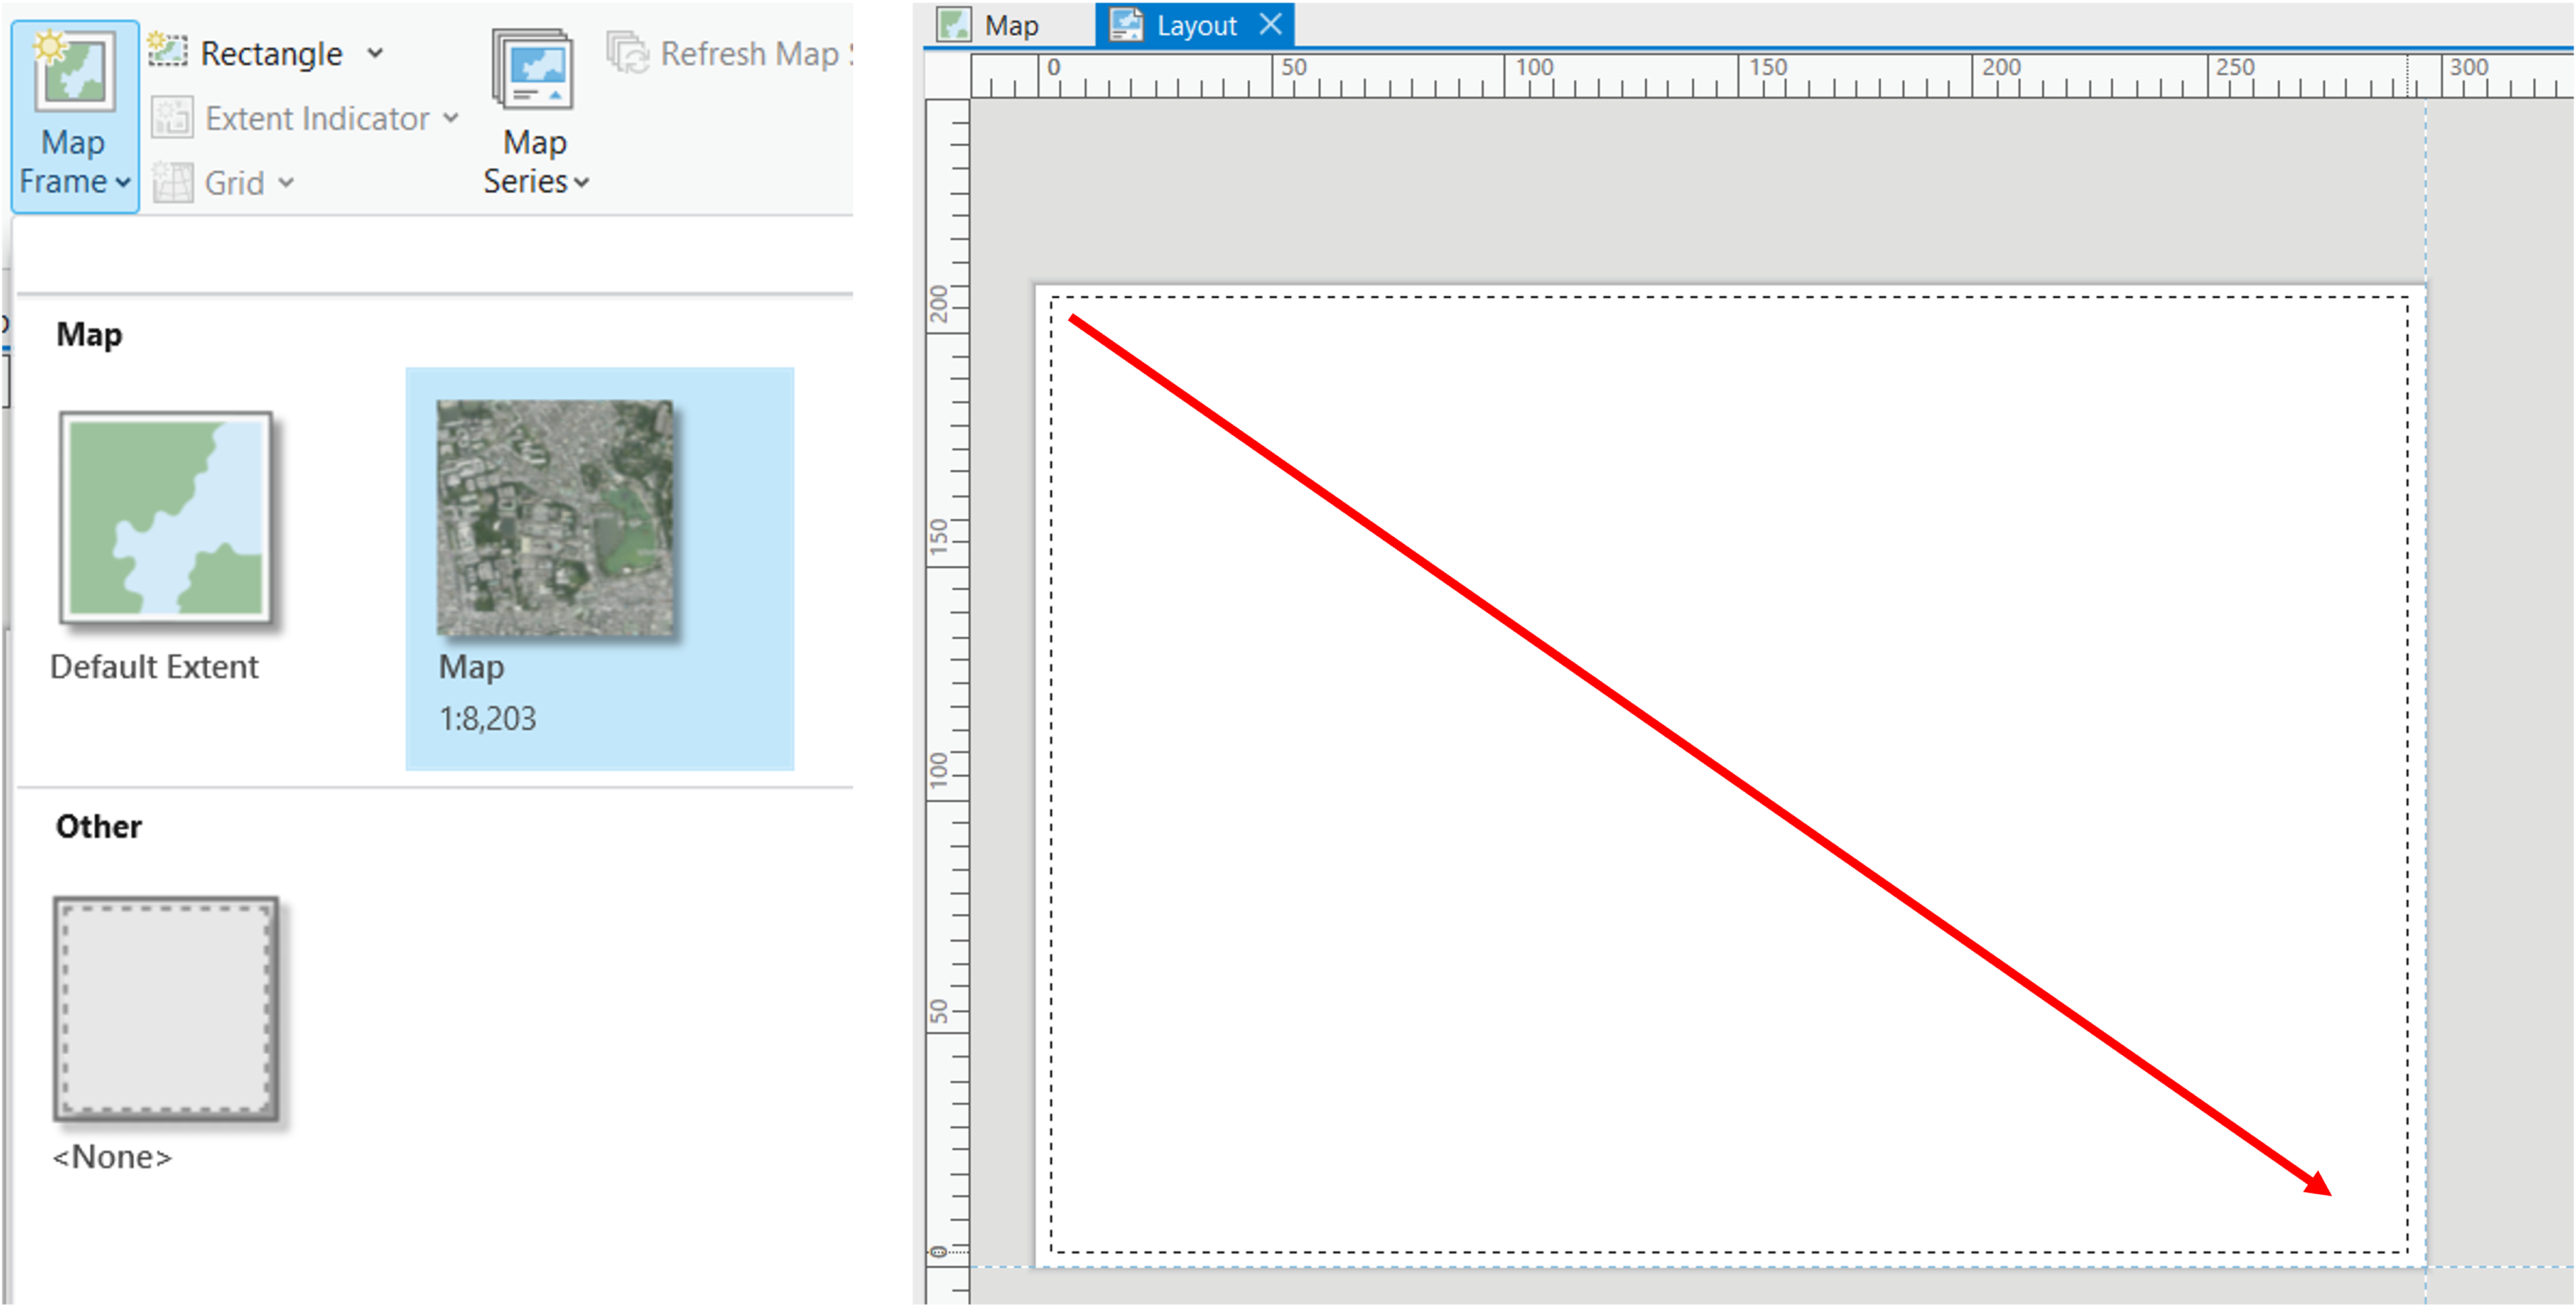 Map
Frame
Rectangle
Extent Indicator
Grid
Map
Series
Refresh Map
Map
Default Extent
Map
1:8,203
Other
<None>
Map
Layout
0
50
100
150
200
250
300
200
150
100
50
0